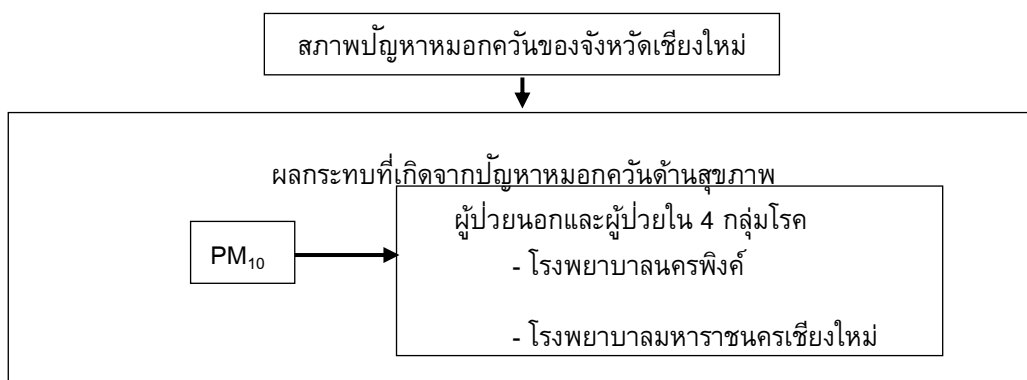 สภาพปัญหาหมอกควันของจังหวัดเชียงใหม่
ผลกระทบที่เกิดจากปัญหาหมอกควันด้านสุขภาพ
PM₁₀
ผู้ป่วยนอกและผู้ป่วยใน 4 กลุ่มโรค
- โรงพยาบาลนครพิงค์
- โรงพยาบาลมหาราชนครเชียงใหม่